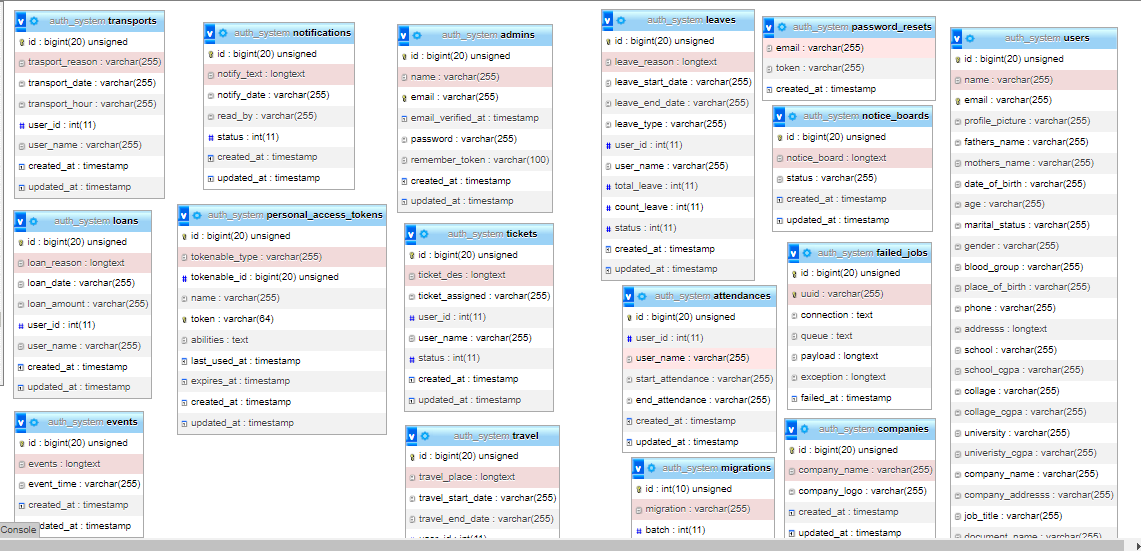 auth_system transports
id : bigint(20) unsigned
trasport_reason : varchar(255)
transport_date : varchar(255)
transport_hour : varchar(255)
user_id : int(11)
user_name : varchar(255)
created_at : timestamp
updated_at : timestamp
auth_system notifications
id : bigint(20) unsigned
notify_text : longtext
notify_date : varchar(255)
read_by : varchar(255)
status : int(11)
created_at : timestamp
updated_at : timestamp
auth_system admins
id : bigint(20) unsigned
name : varchar(255)
email : varchar(255)
email_verified_at : timestamp
password : varchar(255)
remember_token : varchar(100)
created_at : timestamp
updated_at : timestamp
auth_system leaves
id : bigint(20) unsigned
leave_reason : longtext
leave_start_date : varchar(255)
leave_end_date : varchar(255)
leave_type : varchar(255)
user_id : int(11)
user_name : varchar(255)
total_leave : int(11)
count_leave : int(11)
status : int(11)
created_at : timestamp
updated_at : timestamp
auth_system password_resets
email : varchar(255)
token : varchar(255)
created_at : timestamp
auth_system notice_boards
id : bigint(20) unsigned
notice_board : longtext
status : varchar(255)
created_at : timestamp
updated_at : timestamp
auth_system users
id : bigint(20) unsigned
name : varchar(255)
email : varchar(255)
profile_picture : varchar(255)
fathers_name : varchar(255)
mothers_name : varchar(255)
date_of_birth : varchar(255)
age : varchar(255)
marital_status : varchar(255)
gender : varchar(255)
blood_group : varchar(255)
place_of_birth : varchar(255)
phone : varchar(255)
addresss : longtext
school : varchar(255)
school_cgpa : varchar(255)
collage : varchar(255)
collage_cgpa : varchar(255)
university : varchar(255)
univeristy_cgpa : varchar(255)
company_name : varchar(255)
company_addresss : varchar(255)
job_title : varchar(255)
document_name : varchar(255)
auth_system loans
id : bigint(20) unsigned
loan_reason : longtext
loan_date : varchar(255)
loan_amount : varchar(255)
user_id : int(11)
user_name : varchar(255)
created_at : timestamp
updated_at : timestamp
auth_system personal_access_tokens
id : bigint(20) unsigned
tokenable_type : varchar(255)
tokenable_id : bigint(20) unsigned
name : varchar(255)
token : varchar(64)
abilities : text
last_used_at : timestamp
expires_at : timestamp
created_at : timestamp
updated_at : timestamp
auth_system tickets
id : bigint(20) unsigned
ticket_des : longtext
ticket_assigned : varchar(255)
user_id : int(11)
user_name : varchar(255)
status : int(11)
created_at : timestamp
updated_at : timestamp
auth_system attendances
id : bigint(20) unsigned
user_id : int(11)
user_name : varchar(255)
start_attendance : varchar(255)
end_attendance : varchar(255)
created_at : timestamp
updated_at : timestamp
auth_system failed_jobs
id : bigint(20) unsigned
uuid : varchar(255)
connection : text
queue : text
payload : longtext
exception : longtext
failed_at : timestamp
auth_system events
id : bigint(20) unsigned
events : longtext
event_time : varchar(255)
created_at : timestamp
dated_at : timestamp
Console
auth_system travel
id : bigint(20) unsigned
travel_place : longtext
travel_start_date : varchar(255)
travel_end_date : varchar(255)
user_id : int(11)
auth_system migrations
id : int(10) unsigned
migration : varchar(255)
batch : int(11)
auth_system companies
id : bigint(20) unsigned
company_name : varchar(255)
company_logo : varchar(255)
created_at : timestamp
updated_at : timestamp